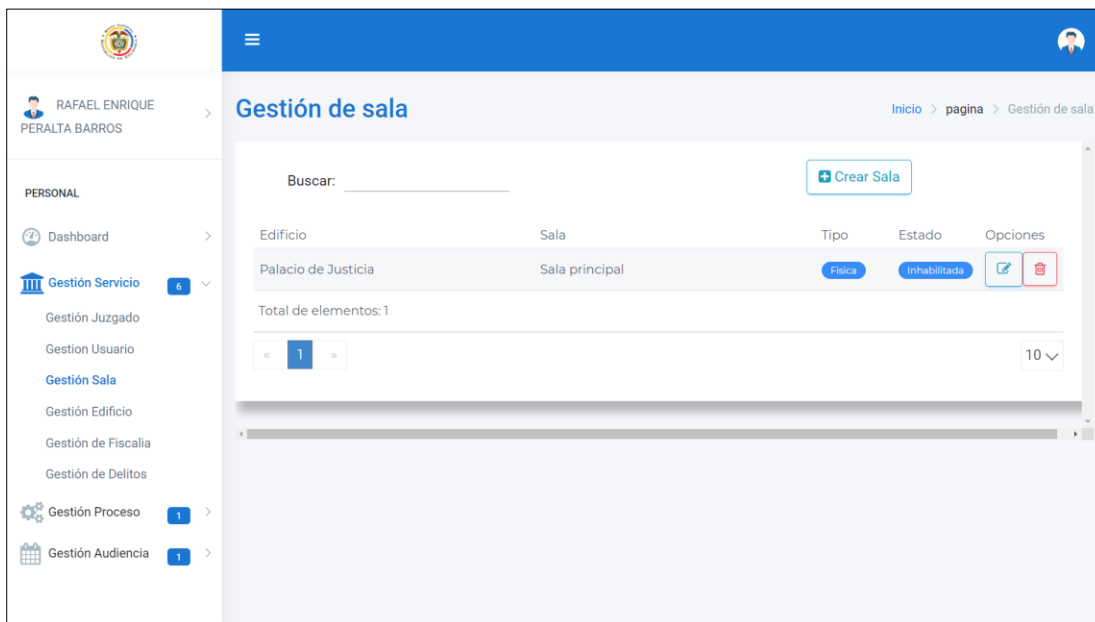 RAFAEL ENRIQUE
PERALTA BARROS
PERSONAL
Dashboard
Gestión Servicio 6
Gestión Juzgado
Gestion Usuario
Gestión Sala
Gestión Edificio
Gestión de Fiscalia
Gestión de Delitos
Gestión Proceso 1
Gestión Audiencia 1
Gestión de sala
Inicio > pagina > Gestión de sala
Buscar:
Crear Sala
Edificio Sala Tipo Estado Opciones
Palacio de Justicia Sala principal Fisica Inhabilitada
Total de elementos: 1
« 1 » 10